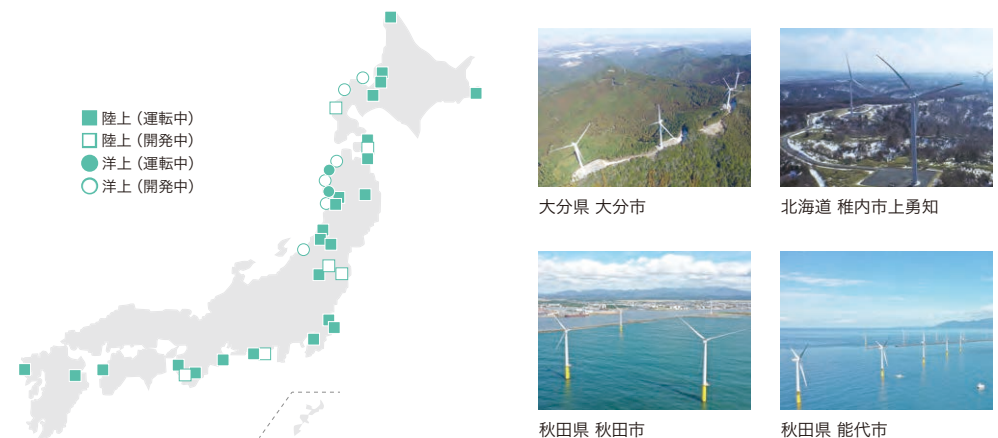 陸上（運転中）
陸上（開発中）
洋上（運転中）
洋上（開発中）
大分県 大分市
北海道 稚内市上勇知
秋田県 秋田市
秋田県 能代市